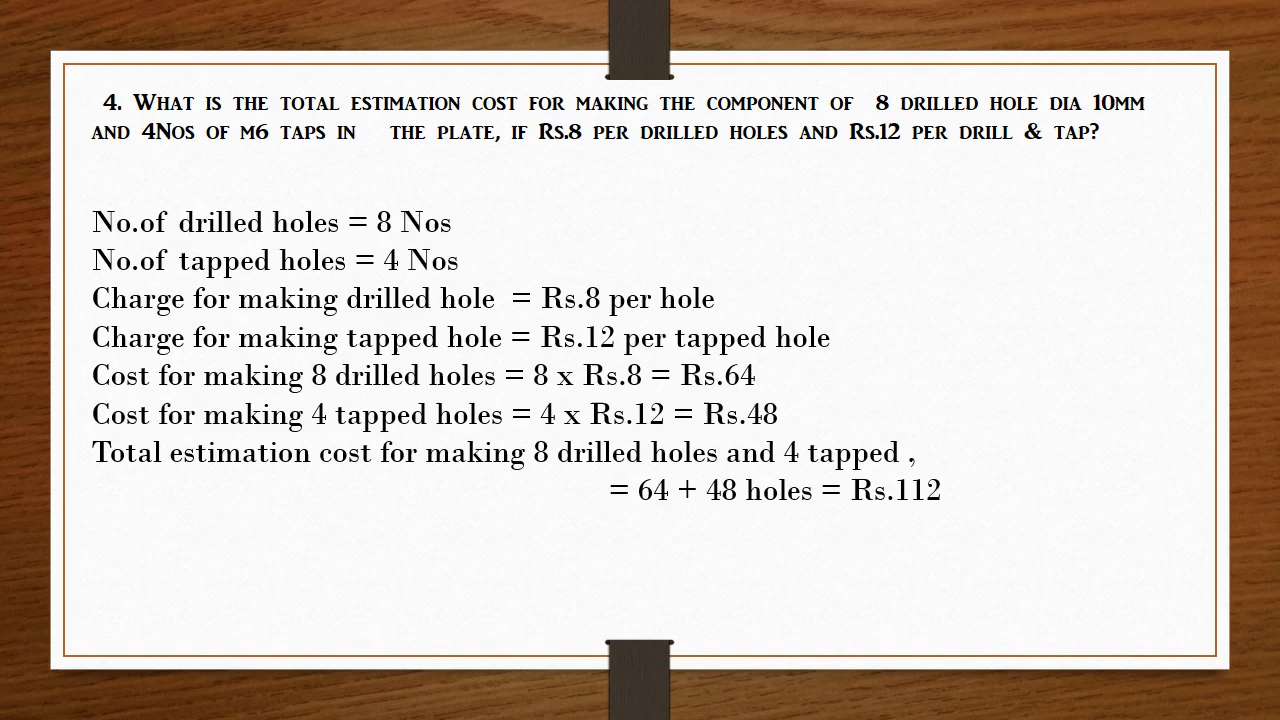 4. What is the total estimation cost for making the component of 8 drilled hole dia 10mm
and 4Nos of m6 taps in the plate, if Rs.8 per drilled holes and Rs.12 per drill & tap?
No.of drilled holes = 8 Nos
No.of tapped holes = 4 Nos
Charge for making drilled hole = Rs.8 per hole
Charge for making tapped hole = Rs.12 per tapped hole
Cost for making 8 drilled holes = 8 x Rs.8 = Rs.64
Cost for making 4 tapped holes = 4 x Rs.12 = Rs.48
Total estimation cost for making 8 drilled holes and 4 tapped ,
= 64 + 48 holes = Rs.112